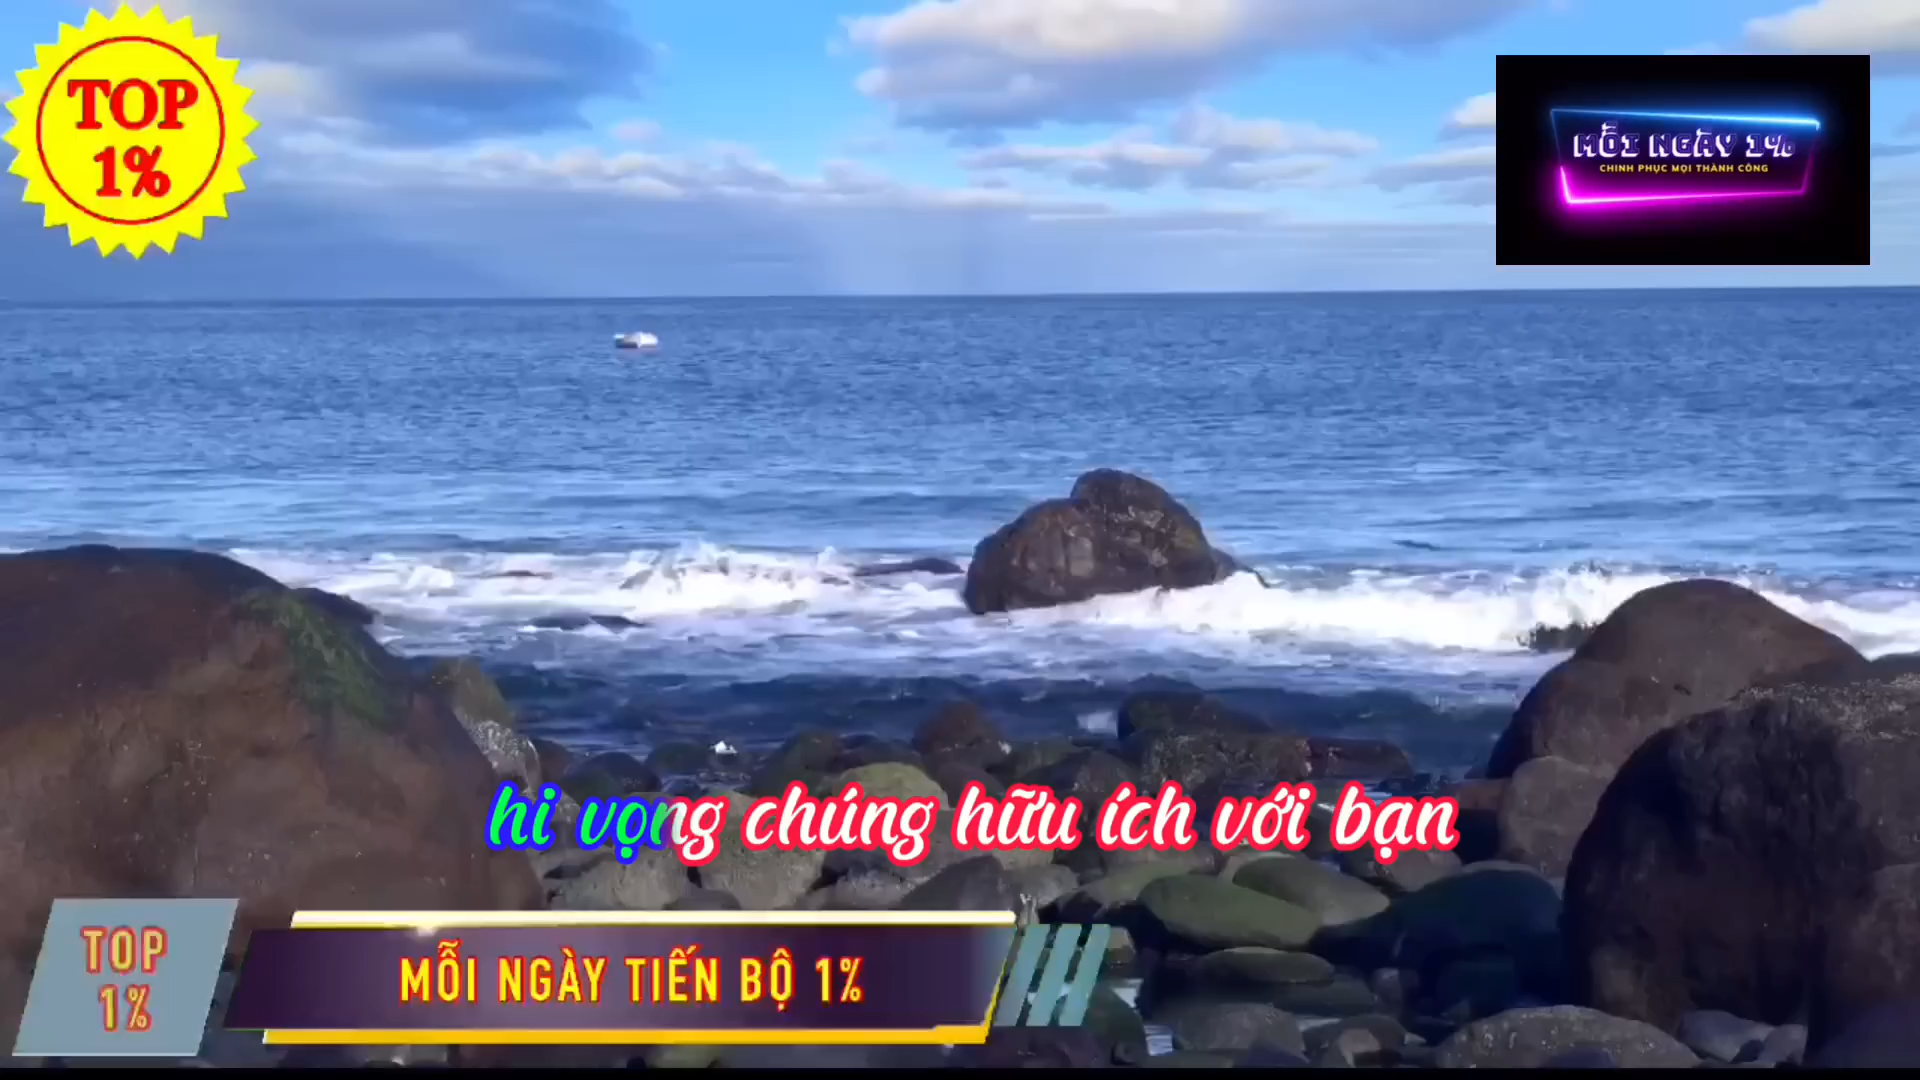 TOP
1%
MỖI NGÀY 1%
CHINH PHỤC MỌI THÀNH CÔNG
hi vọng chúng hữu ích với bạn
TOP
1%
MỖI NGÀY TIẾN BỘ 1%